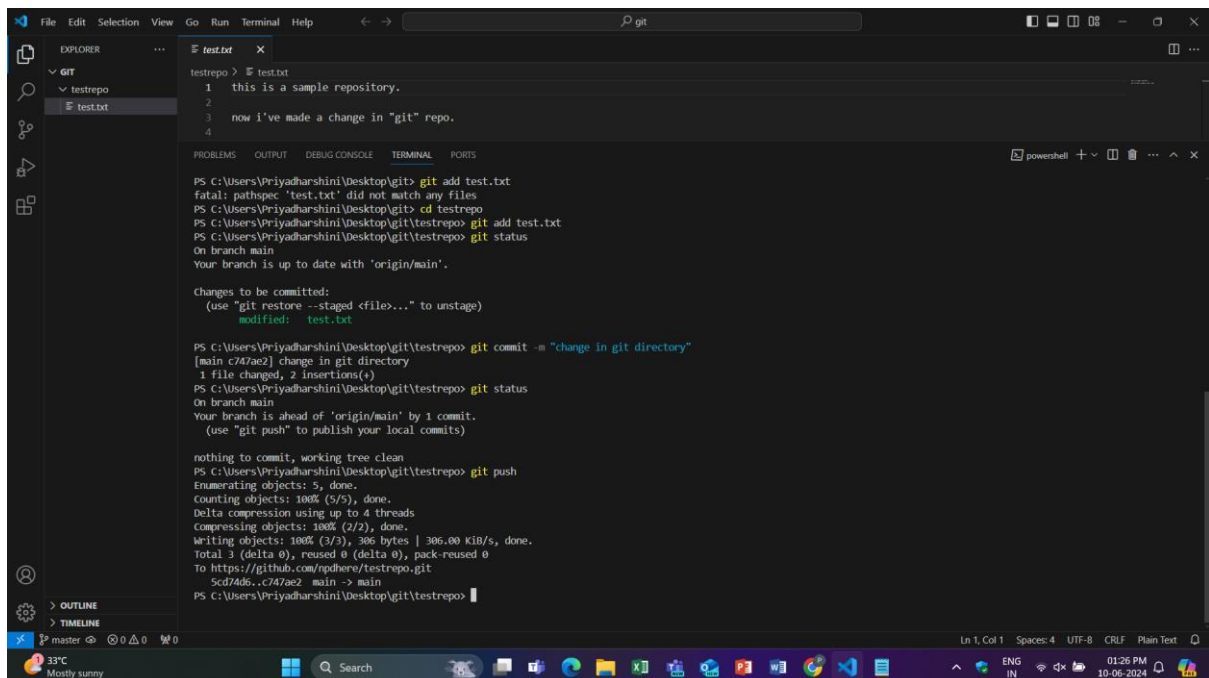 File Edit Selection View Go Run Terminal Help
git
EXPLORER
test.txt
GIT
testrepo
test.txt
testrepo > test.txt
1 this is a sample repository.
2
3 now i've made a change in "git" repo.
4
PROBLEMS OUTPUT DEBUG CONSOLE TERMINAL PORTS
powershell
PS C:\Users\Priyadharshini\Desktop\git> git add test.txt
fatal: pathspec 'test.txt' did not match any files
PS C:\Users\Priyadharshini\Desktop\git> cd testrepo
PS C:\Users\Priyadharshini\Desktop\git\testrepo> git add test.txt
PS C:\Users\Priyadharshini\Desktop\git\testrepo> git status
On branch main
Your branch is up to date with 'origin/main'.
Changes to be committed:
(use "git restore --staged <file>..." to unstage)
modified: test.txt
PS C:\Users\Priyadharshini\Desktop\git\testrepo> git commit -m "change in git directory"
[main c747ae2] change in git directory
1 file changed, 2 insertions(+)
PS C:\Users\Priyadharshini\Desktop\git\testrepo> git status
On branch main
Your branch is ahead of 'origin/main' by 1 commit.
(use "git push" to publish your local commits)
nothing to commit, working tree clean
PS C:\Users\Priyadharshini\Desktop\git\testrepo> git push
Enumerating objects: 5, done.
Counting objects: 100% (5/5), done.
Delta compression using up to 4 threads
Compressing objects: 100% (2/2), done.
Writing objects: 100% (3/3), 306 bytes | 306.00 KiB/s, done.
Total 3 (delta 0), reused 0 (delta 0), pack-reused 0
To https://github.com/npdhere/testrepo.git
5cd74d6..c747ae2 main -> main
PS C:\Users\Priyadharshini\Desktop\git\testrepo>
OUTLINE
TIMELINE
master 0 0 0
Ln 1, Col 1 Spaces: 4 UTF-8 CRLF Plain Text
33°C
Mostly sunny
Search
ENG
IN
01:26 PM
10-06-2024